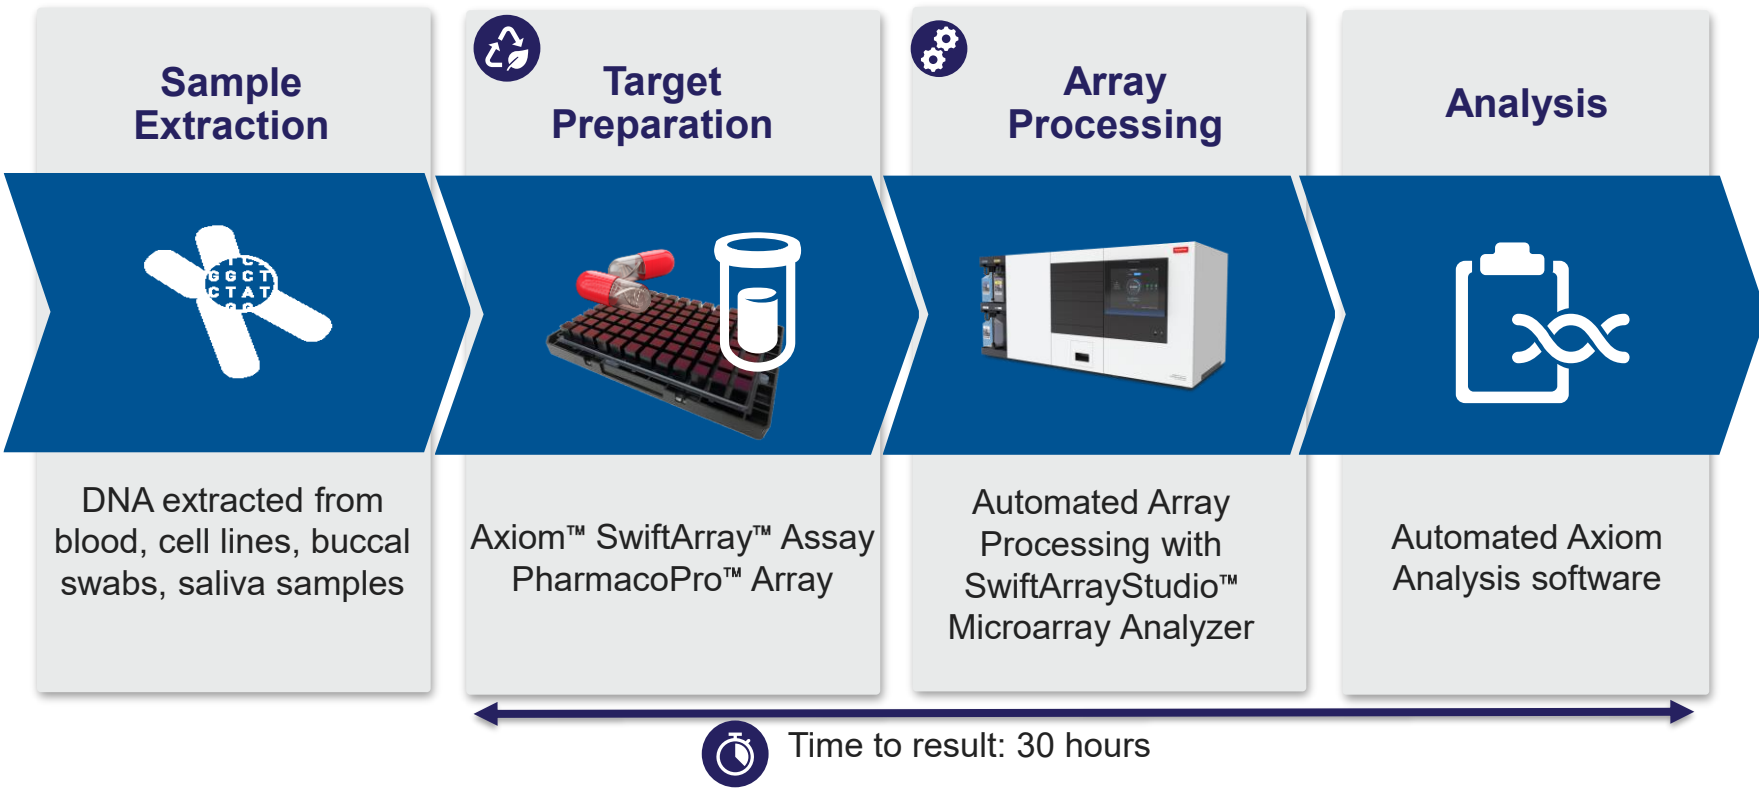 Sample
Extraction
Target
Preparation
Array
Processing
Analysis
GGCT
CTAT
DNA extracted from
blood, cell lines, buccal
swabs, saliva samples
Axiom™ SwiftArray™ Assay
PharmacoPro™ Array
Automated Array
Processing with
SwiftArrayStudio™
Microarray Analyzer
Automated Axiom
Analysis software
Time to result: 30 hours